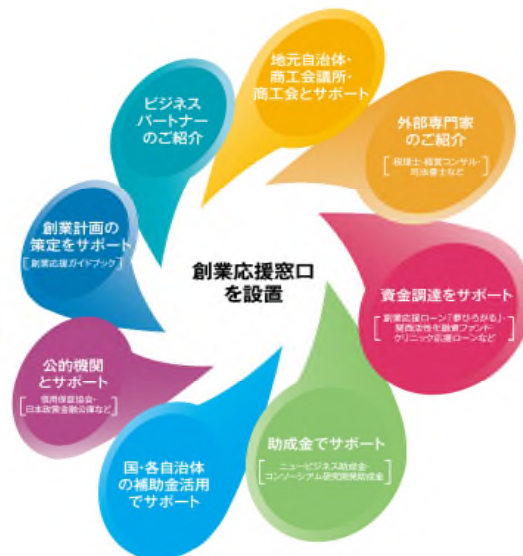 創業応援窓口
を設置
地元自治体・
商工会議所・
商工会とサポート
外部専門家
のご紹介
税理士・経営コンサル・
司法書士など
資金調達をサポート
創業応援ローン「夢ひろがる」・
関西活性化融資ファンド・
クリニック応援ローンなど
助成金でサポート
ニュービジネス助成金・
コンソーシアム研究開発助成金
国・各自治体
の補助金活用
でサポート
公的機関
とサポート
信用保証協会・
日本政策金融公庫など
創業計画の
策定をサポート
創業応援ガイドブック
ビジネス
パートナー
のご紹介